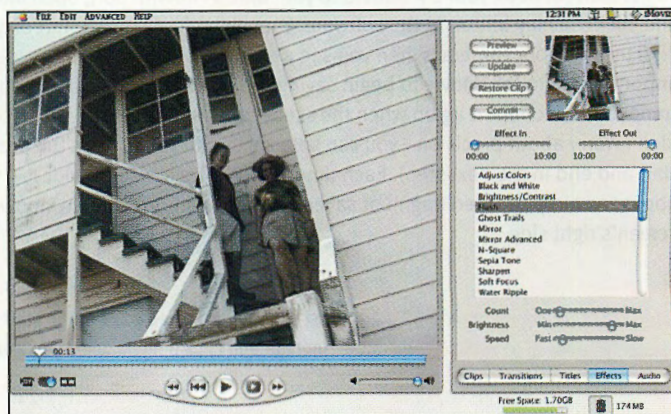 FILE EDIT ADVANCED HELP
12:31 PM
iMovie
Preview
Update
Restore Clip
Commit
Effect In
Effect Out
00:00
10:00
10:00
00:00
Adjust Colors
Black and White
Brightness/Contrast
Flash
Ghost Trails
Mirror
Mirror Advanced
N-Square
Sepia Tone
Sharpen
Soft Focus
Water Ripple
Count One Max
Brightness Min Max
Speed Fast Slow
00:13
Clips Transitions Titles Effects Audio
Free Space: 1.70GB
174 MB